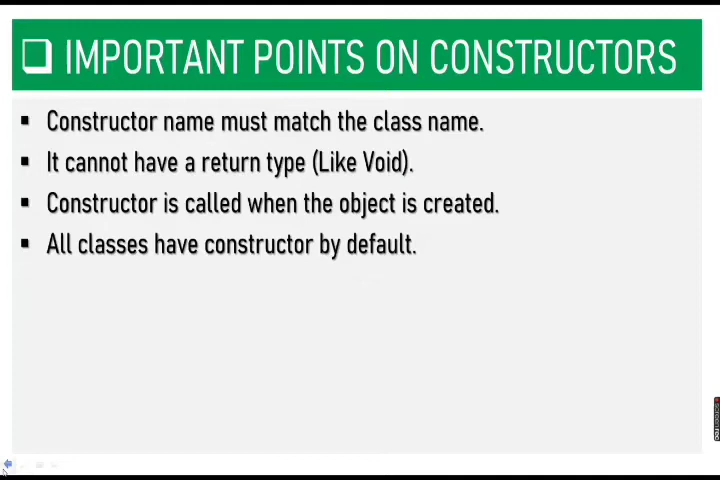 IMPORTANT POINTS ON CONSTRUCTORS
Constructor name must match the class name.
It cannot have a return type (Like Void).
Constructor is called when the object is created.
All classes have constructor by default.